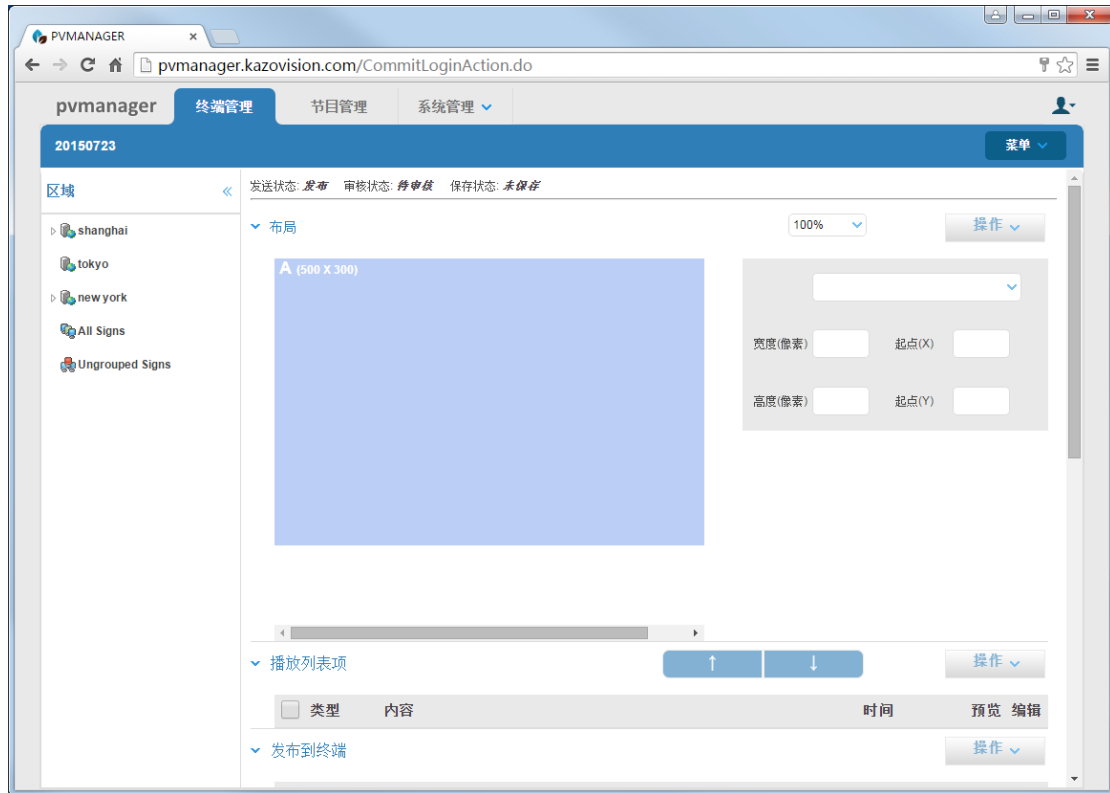 PVMANAGER
pvmanager.kazovision.com/CommitLoginAction.do
pvmanager 终端管理 节目管理 系统管理
20150723 菜单
区域
shanghai
tokyo
new york
All Signs
Ungrouped Signs
发送状态: 发布 审核状态: 待审核 保存状态: 未保存
布局 100% 操作
A (500 X 300)
宽度(像素) 起点(X)
高度(像素) 起点(Y)
播放列表项 ↑ ↓ 操作
类型 内容 时间 预览 编辑
发布到终端 操作